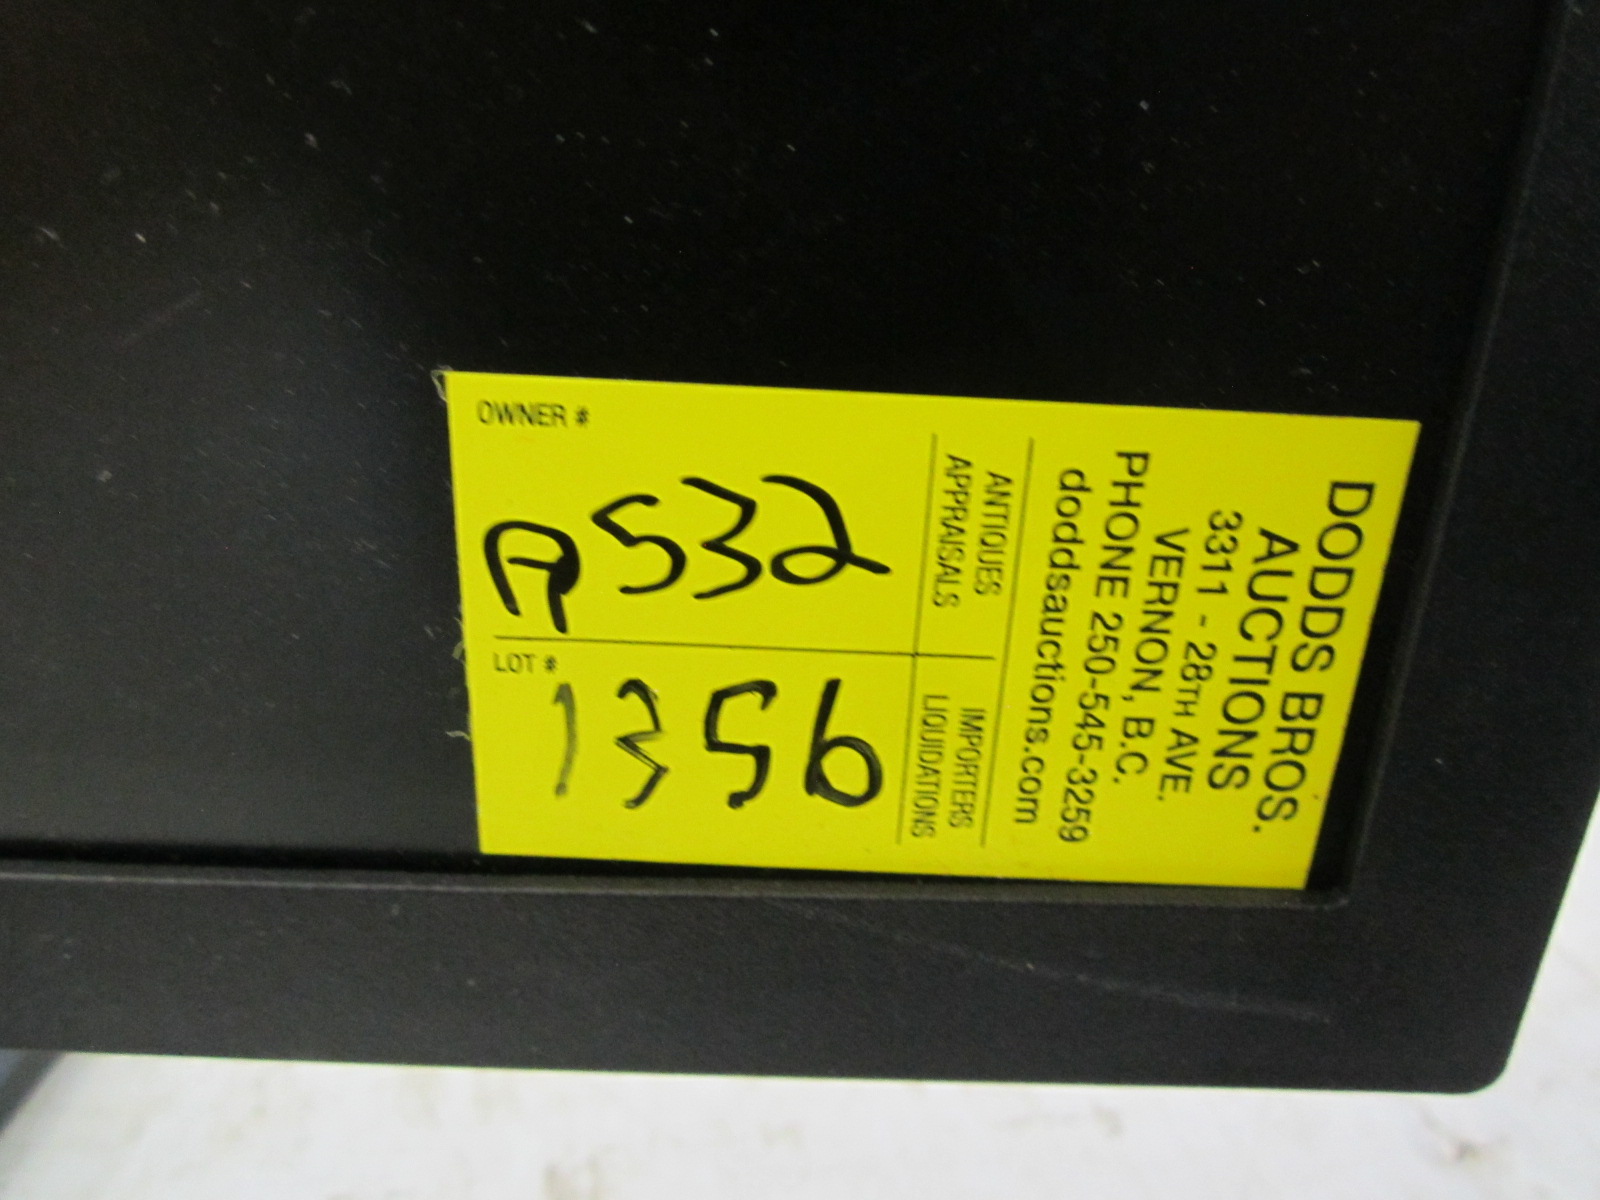 DODDS BROS.
AUCTIONS
3311 - 28TH AVE.
VERNON, B.C.
PHONE 250-545-3259
doddsauctions.com
ANTIQUES
APPRAISALS
IMPORTERS
LIQUIDATIONS
OWNER #
A532
LOT #
1356